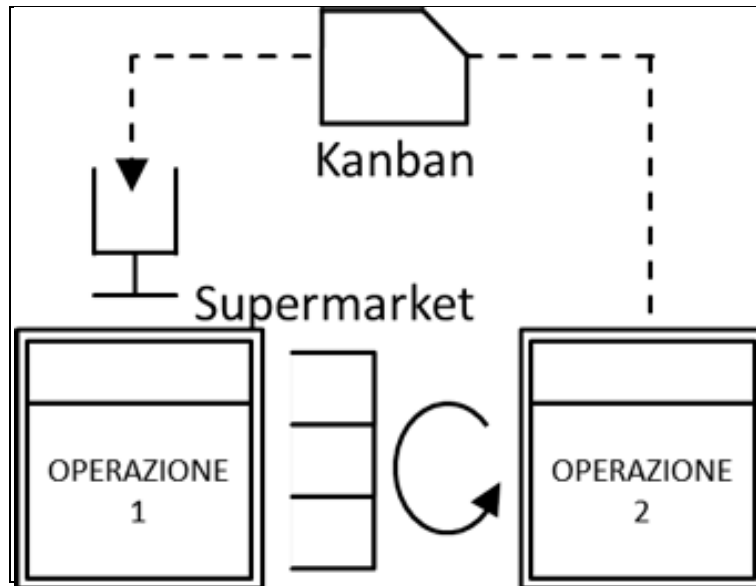 Kanban
Supermarket
OPERAZIONE
1
OPERAZIONE
2